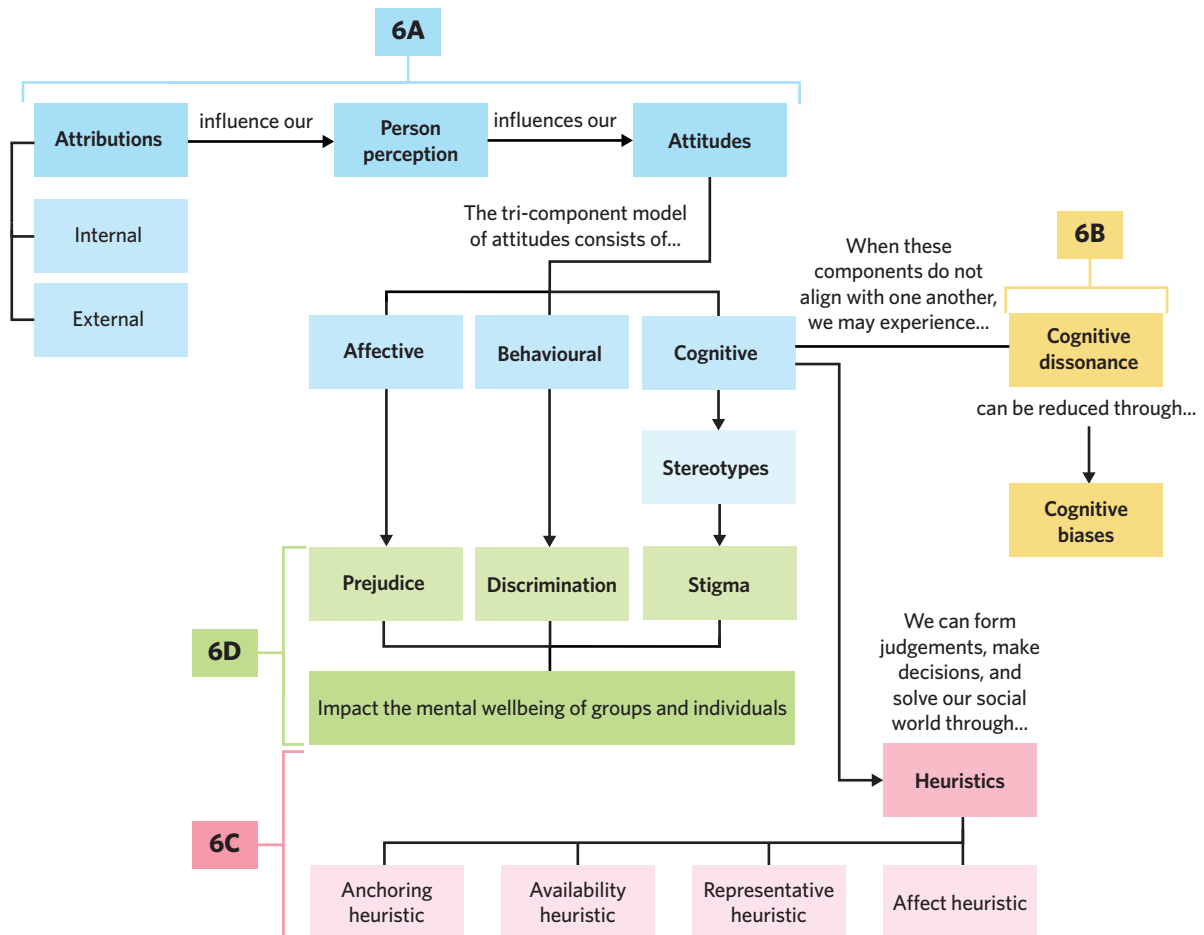 6A
Attributions
influence our
Person
perception
influences our
Attitudes
Internal
External
The tri-component model
of attitudes consists of...
6B
When these
components do not
align with one another,
we may experience...
Affective
Behavioural
Cognitive
Cognitive
dissonance
can be reduced through...
Stereotypes
Cognitive
biases
Prejudice
Discrimination
Stigma
6D
Impact the mental wellbeing of groups and individuals
We can form
judgements, make
decisions, and
solve our social
world through...
Heuristics
6C
Anchoring
heuristic
Availability
heuristic
Representative
heuristic
Affect heuristic